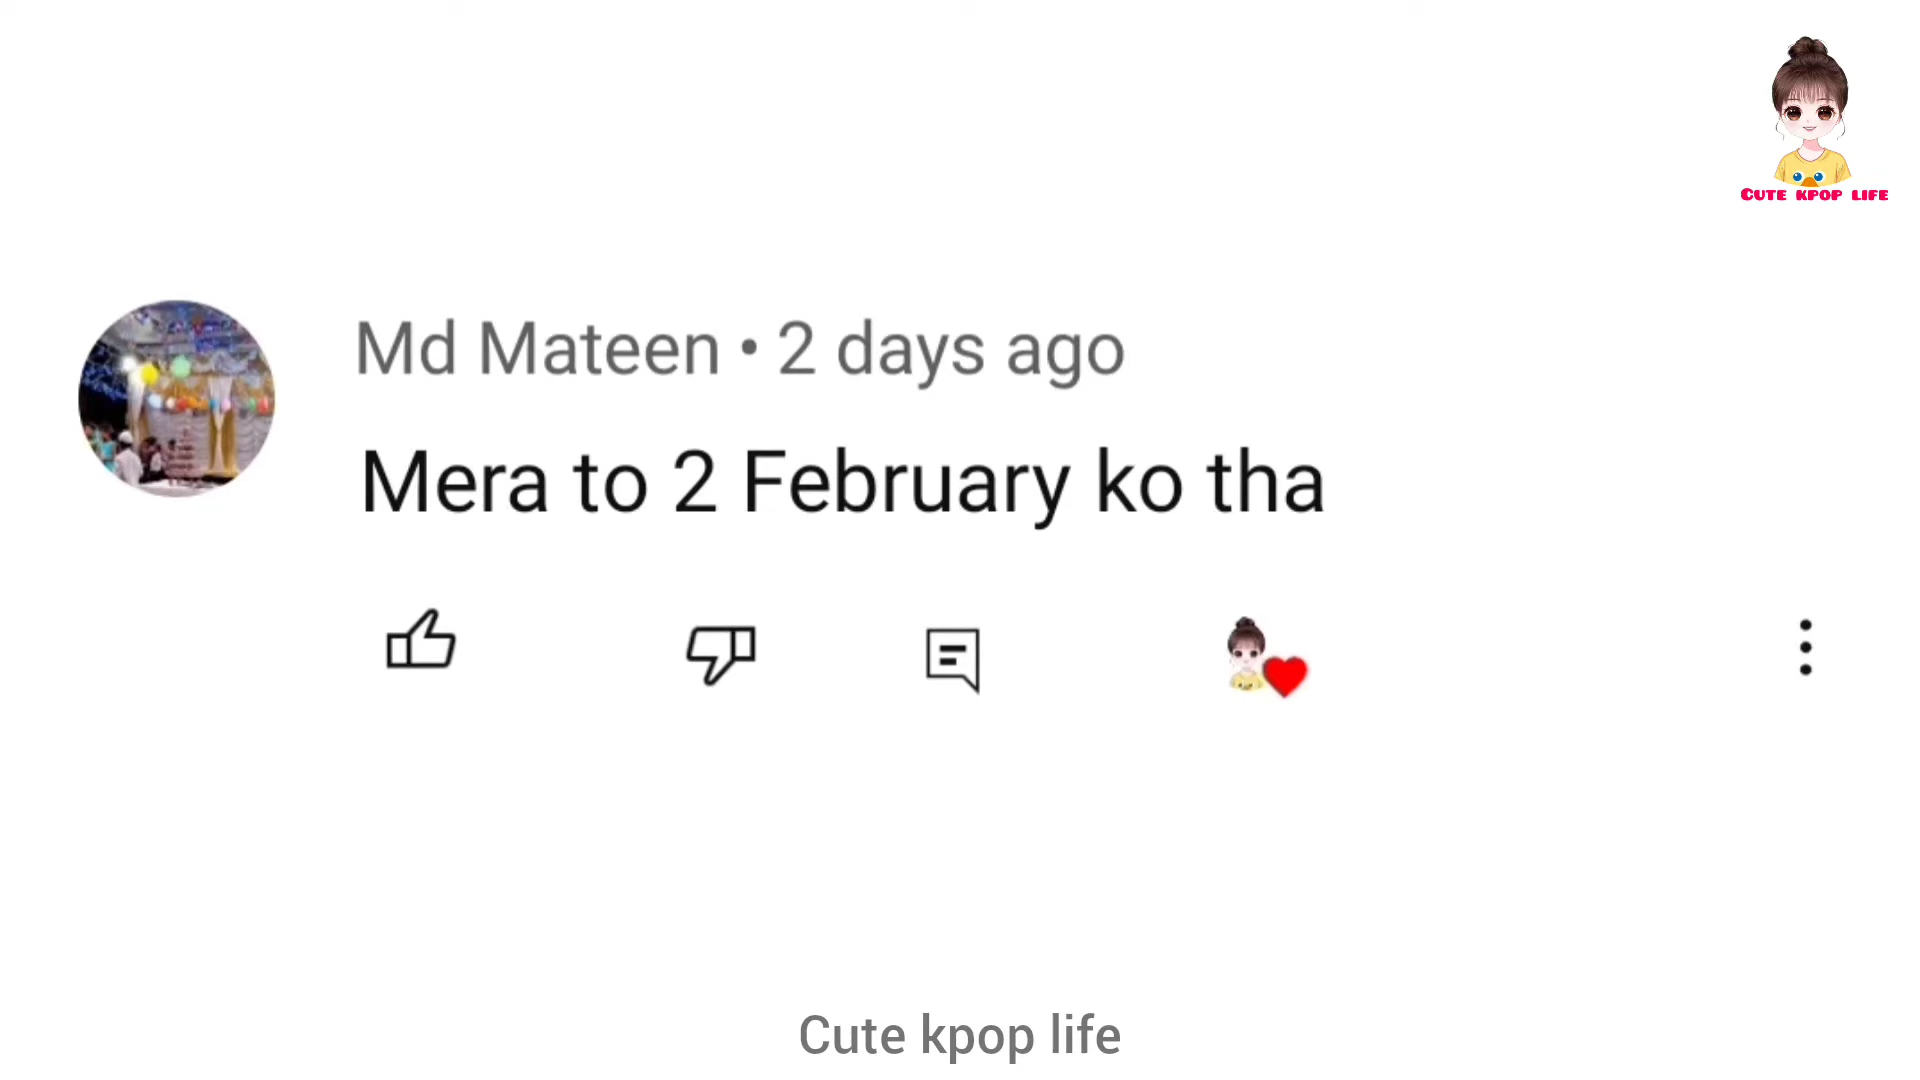 CUTE KPOP LIFE
Md Mateen • 2 days ago
Mera to 2 February ko tha
Cute kpop life